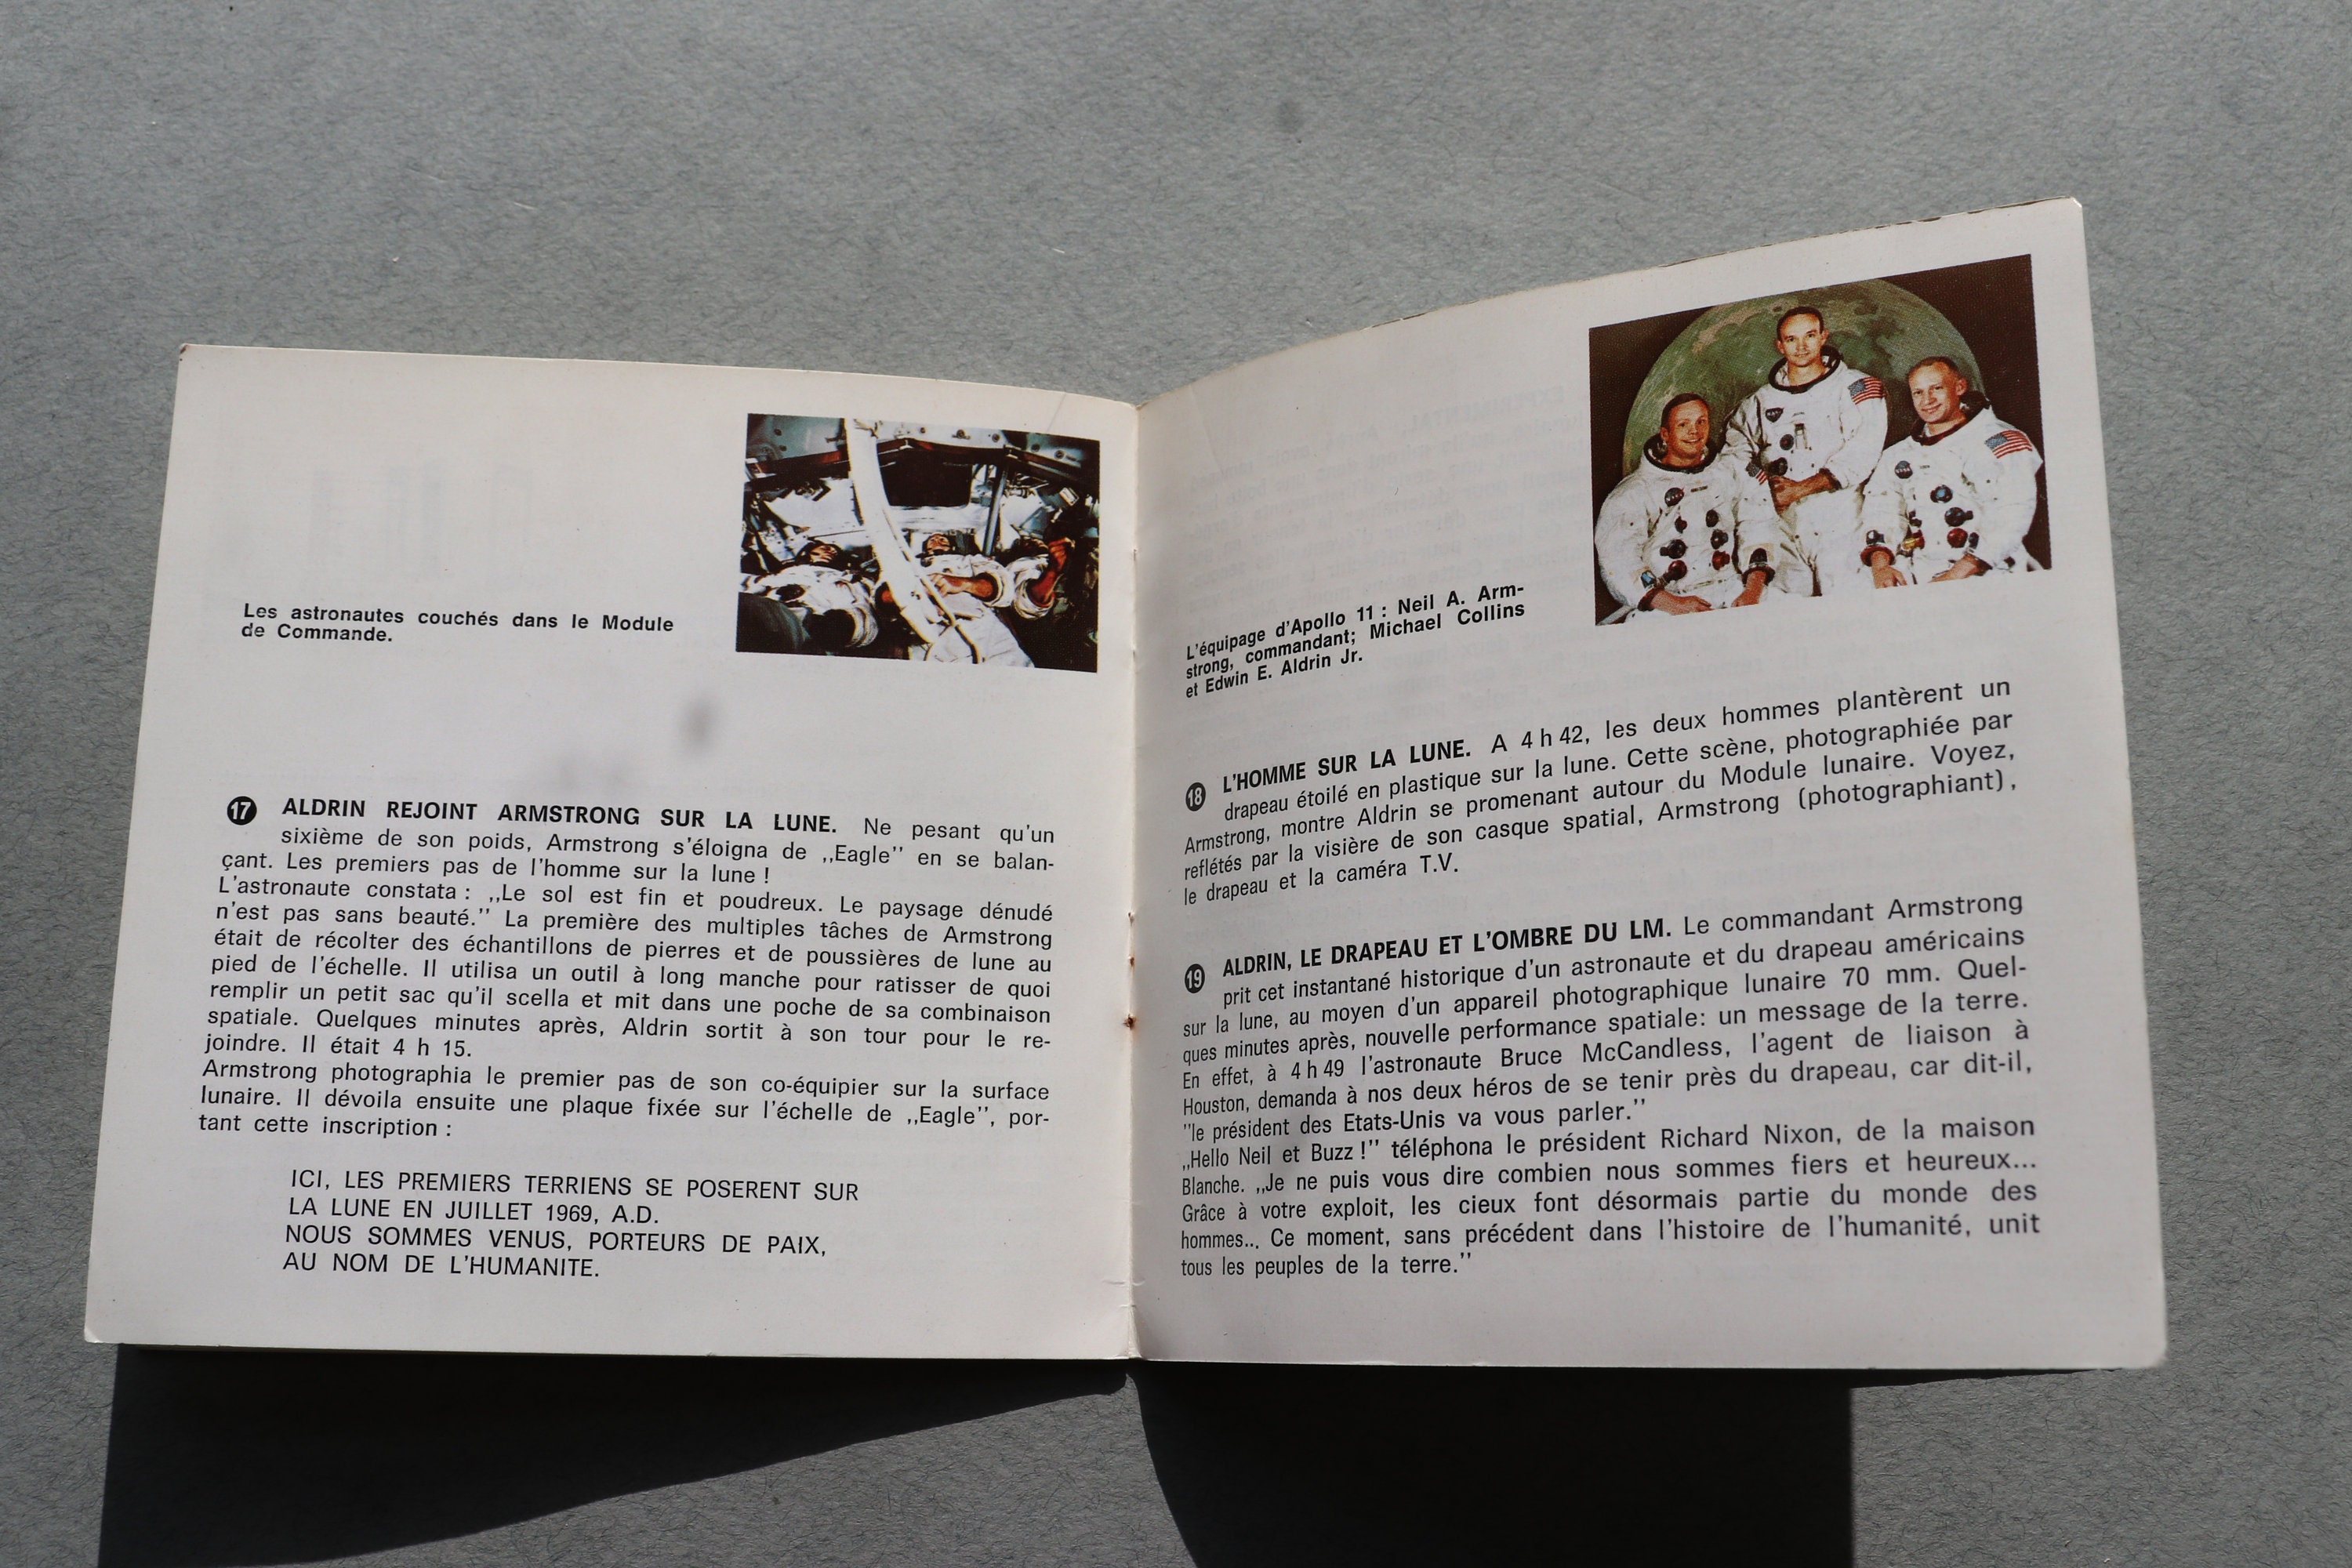 Les astronautes couchés dans le Module
de Commande.
17 ALDRIN REJOINT ARMSTRONG SUR LA LUNE. Ne pesant qu'un
sixième de son poids, Armstrong s'éloigna de ,,Eagle'' en se balan-
çant. Les premiers pas de l'homme sur la lune !
L'astronaute constata : ,,Le sol est fin et poudreux. Le paysage dénudé
n'est pas sans beauté.'' La première des multiples tâches de Armstrong
était de récolter des échantillons de pierres et de poussières de lune au
pied de l'échelle. Il utilisa un outil à long manche pour ratisser de quoi
remplir un petit sac qu'il scella et mit dans une poche de sa combinaison
spatiale. Quelques minutes après, Aldrin sortit à son tour pour le re-
joindre. Il était 4 h 15.
Armstrong photographia le premier pas de son co-équipier sur la surface
lunaire. Il dévoila ensuite une plaque fixée sur l'échelle de ,,Eagle'', por-
tant cette inscription :
ICI, LES PREMIERS TERRIENS SE POSERENT SUR
LA LUNE EN JUILLET 1969, A.D.
NOUS SOMMES VENUS, PORTEURS DE PAIX,
AU NOM DE L'HUMANITE.
L'équipage d'Apollo 11 : Neil A. Arm-
strong, commandant; Michael Collins
et Edwin E. Aldrin Jr.
18 L'HOMME SUR LA LUNE. A 4 h 42, les deux hommes plantèrent un
drapeau étoilé en plastique sur la lune. Cette scène, photographiée par
Armstrong, montre Aldrin se promenant autour du Module lunaire. Voyez,
reflétés par la visière de son casque spatial, Armstrong (photographiant),
le drapeau et la caméra T.V.
19 ALDRIN, LE DRAPEAU ET L'OMBRE DU LM. Le commandant Armstrong
prit cet instantané historique d'un astronaute et du drapeau américains
sur la lune, au moyen d'un appareil photographique lunaire 70 mm. Quel-
ques minutes après, nouvelle performance spatiale: un message de la terre.
En effet, à 4 h 49 l'astronaute Bruce McCandless, l'agent de liaison à
Houston, demanda à nos deux héros de se tenir près du drapeau, car dit-il,
''le président des Etats-Unis va vous parler.''
,,Hello Neil et Buzz !'' téléphona le président Richard Nixon, de la maison
Blanche. ,,Je ne puis vous dire combien nous sommes fiers et heureux...
Grâce à votre exploit, les cieux font désormais partie du monde des
hommes... Ce moment, sans précédent dans l'histoire de l'humanité, unit
tous les peuples de la terre.''